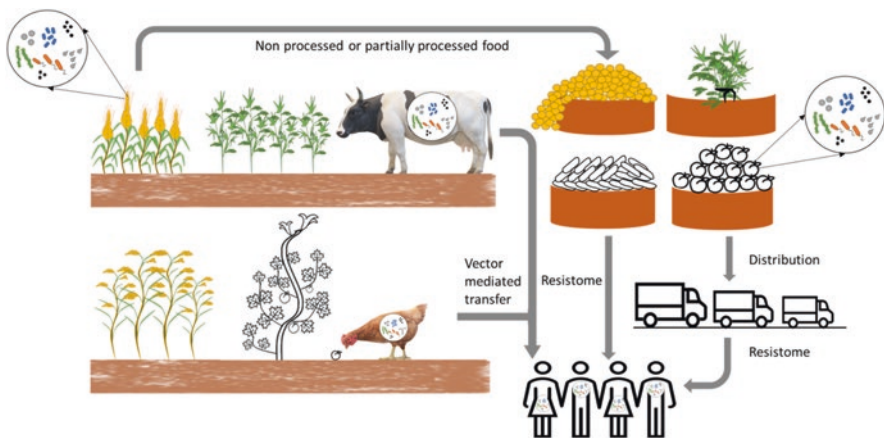 Non processed or partially processed food
Vector
mediated
transfer
Resistome
Distribution
Resistome